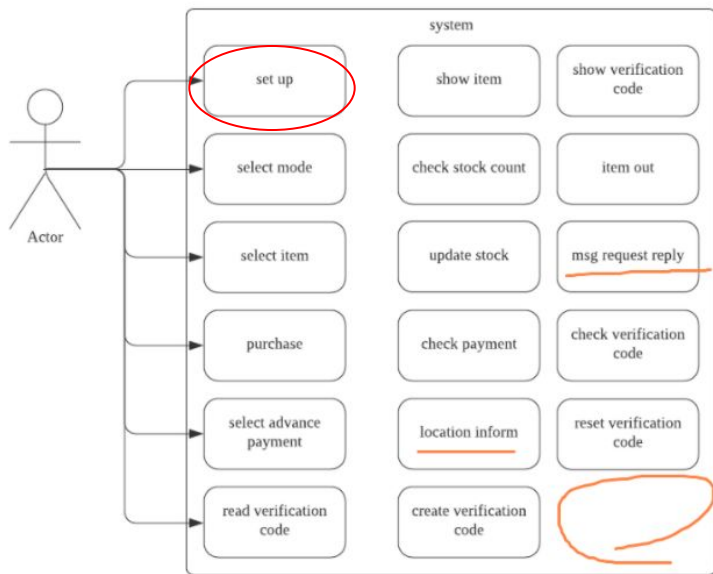 system
set up
show item
show verification
code
select mode
check stock count
item out
Actor
select item
update stock
msg request reply
purchase
check payment
check verification
code
select advance
payment
location inform
reset verification
code
read verification
code
create verification
code